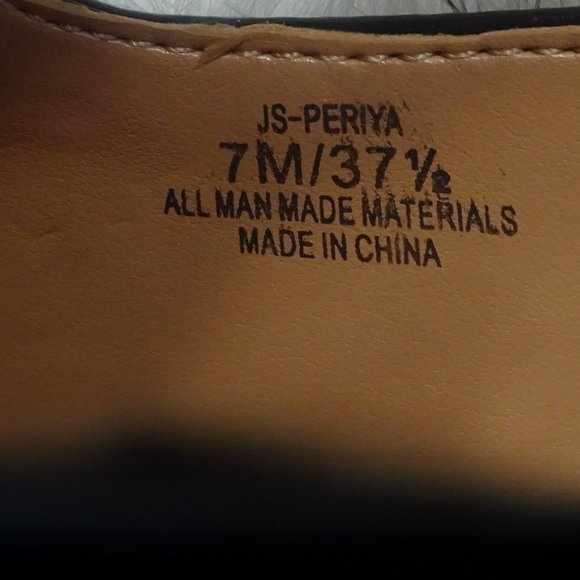 JS-PERIYA
7M/37½
ALL MAN MADE MATERIALS
MADE IN CHINA